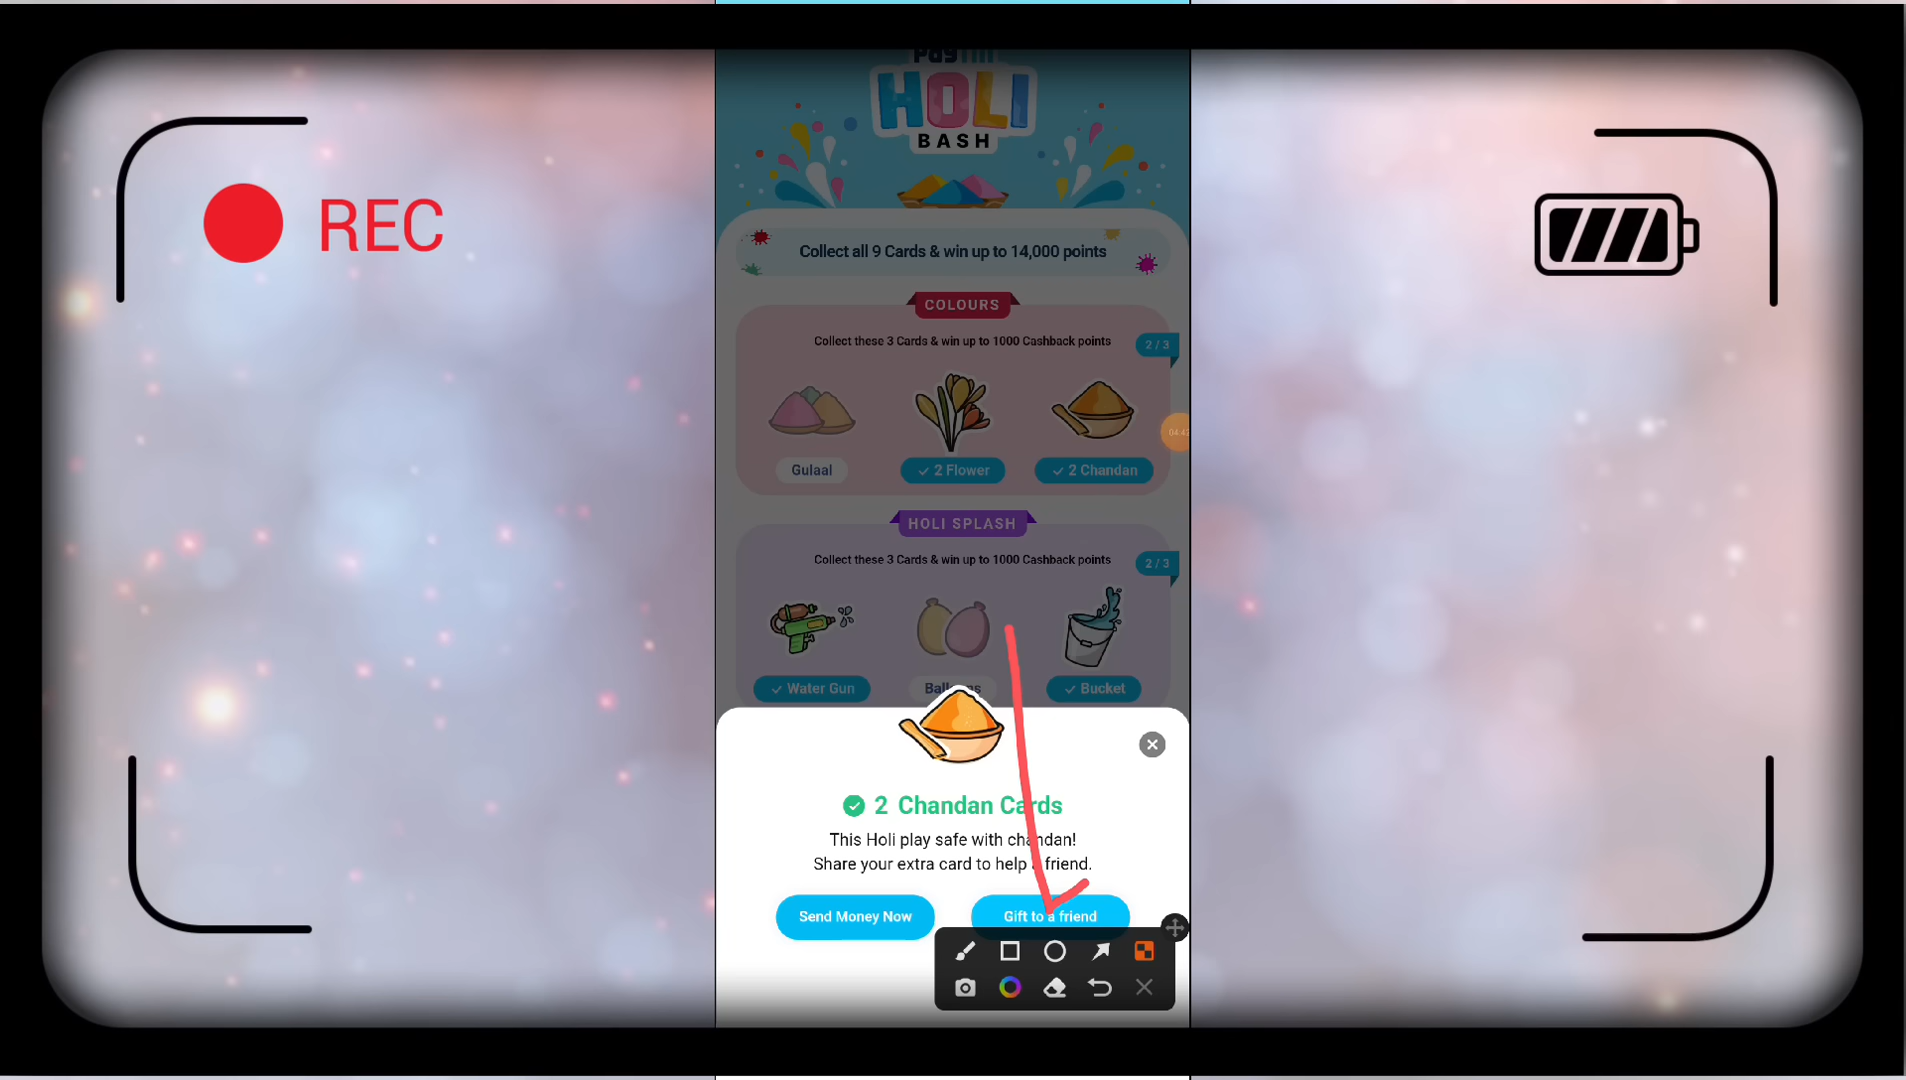 Paytm
HOLI
BASH
REC
Collect all 9 Cards & win up to 14,000 points
COLOURS
Collect these 3 Cards & win up to 1000 Cashback points
2 / 3
04:42
Gulaal
2 Flower
2 Chandan
HOLI SPLASH
Collect these 3 Cards & win up to 1000 Cashback points
2 / 3
Water Gun
Balloons
Bucket
2 Chandan Cards
This Holi play safe with chandan!
Share your extra card to help a friend.
Send Money Now
Gift to a friend